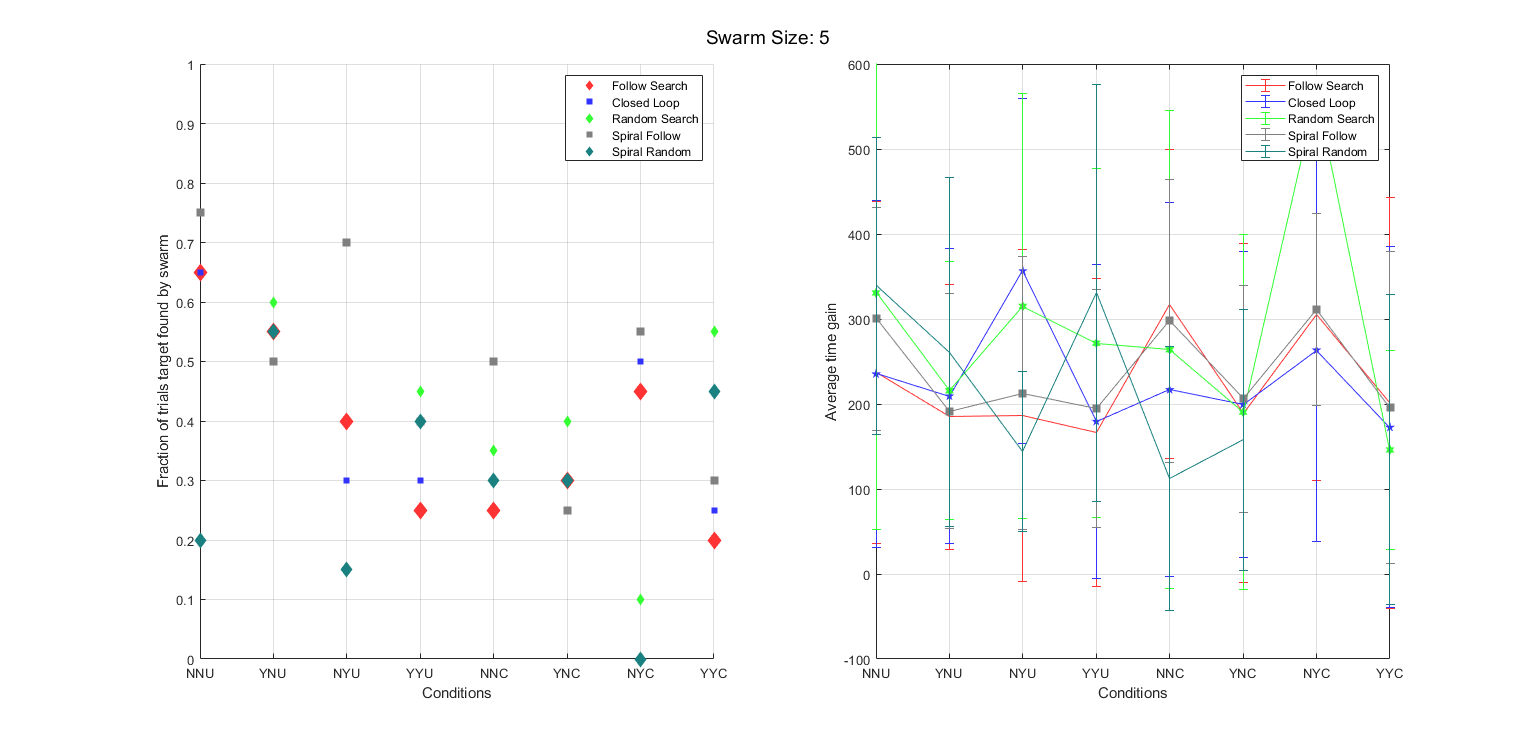 Swarm Size: 5
1
0.9
0.8
0.7
0.6
0.5
0.4
0.3
0.2
0.1
0
Fraction of trials target found by swarm
Follow Search
Closed Loop
Random Search
Spiral Follow
Spiral Random
NNU YNU NYU YYU NNC YNC NYC YYC
Conditions
600
500
400
300
200
100
0
-100
Average time gain
Follow Search
Closed Loop
Random Search
Spiral Follow
Spiral Random
NNU YNU NYU YYU NNC YNC NYC YYC
Conditions